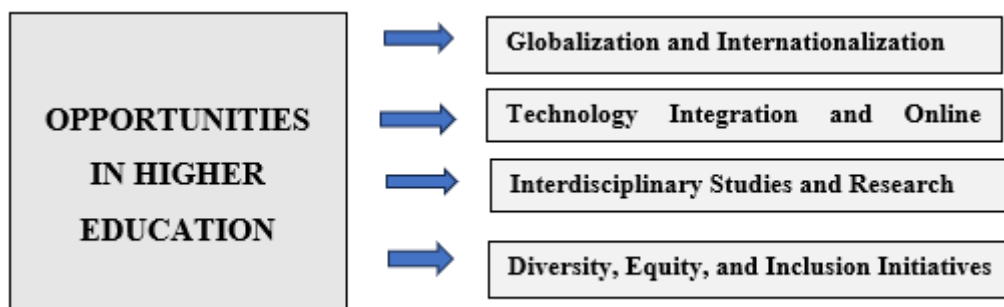 OPPORTUNITIES
IN HIGHER
EDUCATION
Globalization and Internationalization
Technology Integration and Online
Interdisciplinary Studies and Research
Diversity, Equity, and Inclusion Initiatives